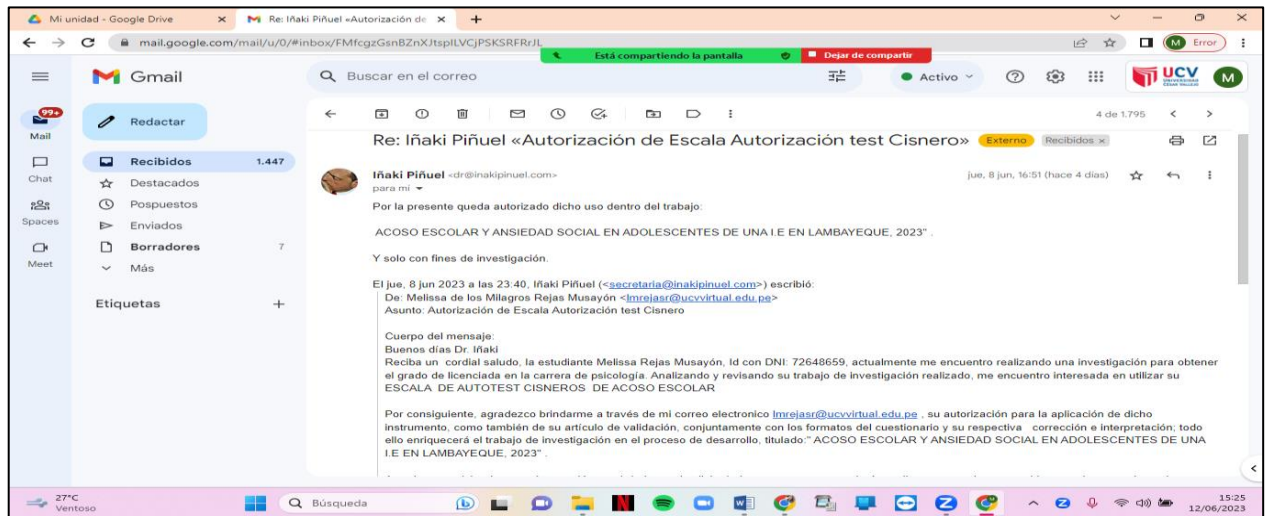 Mi unidad - Google Drive
Re: Iñaki Piñuel «Autorización de
mail.google.com/mail/u/0/#inbox/FMfcgzGsnBZnXJtspILVCjPSKSRFRrJL
M Error
Está compartiendo la pantalla
Dejar de compartir
Gmail
Buscar en el correo
Activo
UCV
M
99+
Mail
Chat
Spaces
Meet
Redactar
Recibidos 1.447
Destacados
Pospuestos
Enviados
Borradores 7
Más
Etiquetas
4 de 1.795
Re: Iñaki Piñuel «Autorización de Escala Autorización test Cisnero» Externo Recibidos x
Iñaki Piñuel <dr@inakipinuel.com> jue, 8 jun, 16:51 (hace 4 días)
para mí
Por la presente queda autorizado dicho uso dentro del trabajo:
ACOSO ESCOLAR Y ANSIEDAD SOCIAL EN ADOLESCENTES DE UNA I.E EN LAMBAYEQUE, 2023" .
Y solo con fines de investigación.
El jue, 8 jun 2023 a las 23:40, Iñaki Piñuel (<secretaria@inakipinuel.com>) escribió:
De: Melissa de los Milagros Rejas Musayón <lmrejasr@ucvvirtual.edu.pe>
Asunto: Autorización de Escala Autorización test Cisnero
Cuerpo del mensaje:
Buenos días Dr. Iñaki
Reciba un cordial saludo, la estudiante Melissa Rejas Musayón, Id con DNI: 72648659, actualmente me encuentro realizando una investigación para obtener
el grado de licenciada en la carrera de psicología. Analizando y revisando su trabajo de investigación realizado, me encuentro interesada en utilizar su
ESCALA DE AUTOTEST CISNEROS DE ACOSO ESCOLAR
Por consiguiente, agradezco brindarme a través de mi correo electronico lmrejasr@ucvvirtual.edu.pe , su autorización para la aplicación de dicho
instrumento, como también de su artículo de validación, conjuntamente con los formatos del cuestionario y su respectiva corrección e interpretación; todo
ello enriquecerá el trabajo de investigación en el proceso de desarrollo, titulado:" ACOSO ESCOLAR Y ANSIEDAD SOCIAL EN ADOLESCENTES DE UNA
I.E EN LAMBAYEQUE, 2023" .
27°C
Ventoso
Búsqueda
15:25
12/06/2023